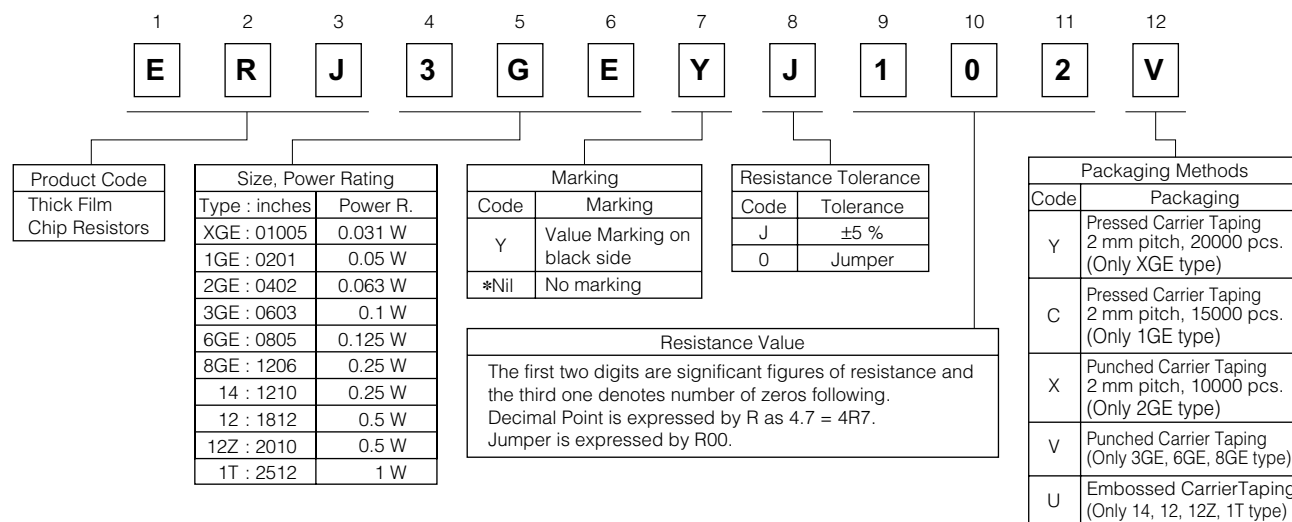 1 2 3 4 5 6 7 8 9 10 11 12
E R J 3 G E Y J 1 0 2 V
Product Code
Thick Film
Chip Resistors
Size, Power Rating
Type : inches Power R.
XGE : 01005 0.031 W
1GE : 0201 0.05 W
2GE : 0402 0.063 W
3GE : 0603 0.1 W
6GE : 0805 0.125 W
8GE : 1206 0.25 W
14 : 1210 0.25 W
12 : 1812 0.5 W
12Z : 2010 0.5 W
1T : 2512 1 W
Marking
Code Marking
Y Value Marking on
black side
*Nil No marking
Resistance Tolerance
Code Tolerance
J ±5 %
0 Jumper
Resistance Value
The first two digits are significant figures of resistance and
the third one denotes number of zeros following.
Decimal Point is expressed by R as 4.7 = 4R7.
Jumper is expressed by R00.
Packaging Methods
Code Packaging
Y Pressed Carrier Taping
2 mm pitch, 20000 pcs.
(Only XGE type)
C Pressed Carrier Taping
2 mm pitch, 15000 pcs.
(Only 1GE type)
X Punched Carrier Taping
2 mm pitch, 10000 pcs.
(Only 2GE type)
V Punched Carrier Taping
(Only 3GE, 6GE, 8GE type)
U Embossed CarrierTaping
(Only 14, 12, 12Z, 1T type)